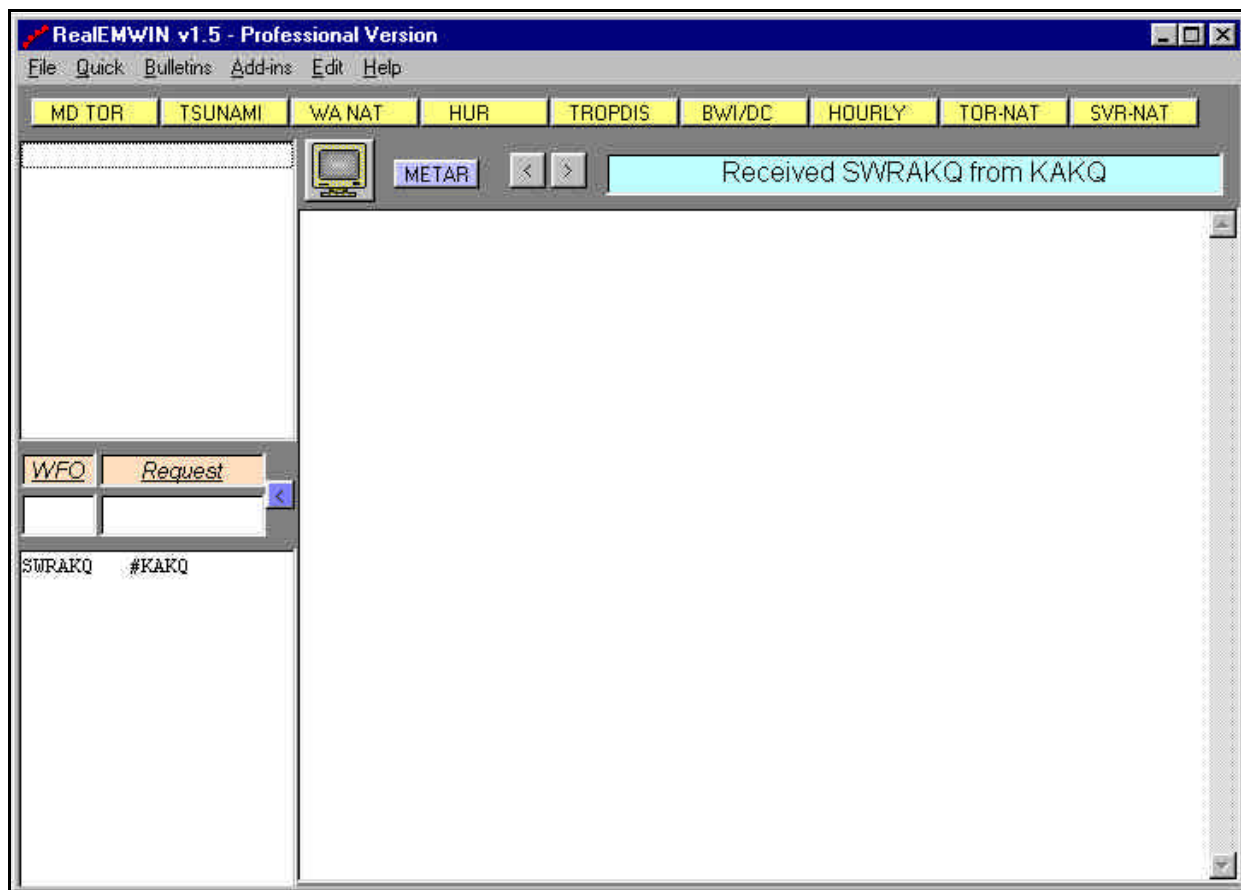 RealEMWIN v1.5 - Professional Version
File Quick Bulletins Add-ins Edit Help
MD TOR TSUNAMI WA NAT HUR TROPDIS BWI/DC HOURLY TOR-NAT SVR-NAT
METAR < > Received SWRAKQ from KAKQ
WFO Request
<
SWRAKQ #KAKQ